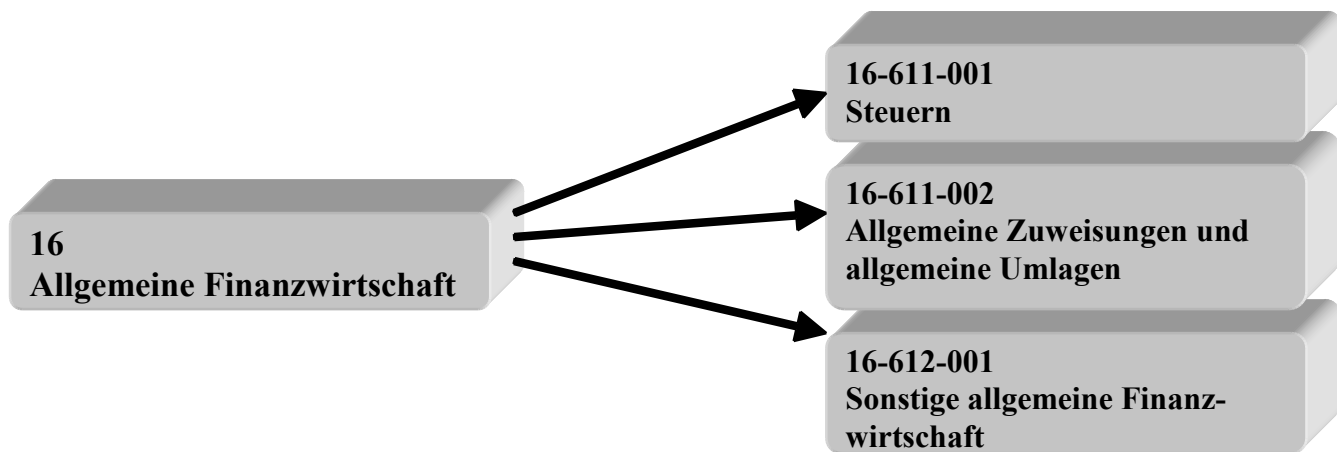 16
Allgemeine Finanzwirtschaft
16-611-001
Steuern
16-611-002
Allgemeine Zuweisungen und
allgemeine Umlagen
16-612-001
Sonstige allgemeine Finanz-
wirtschaft